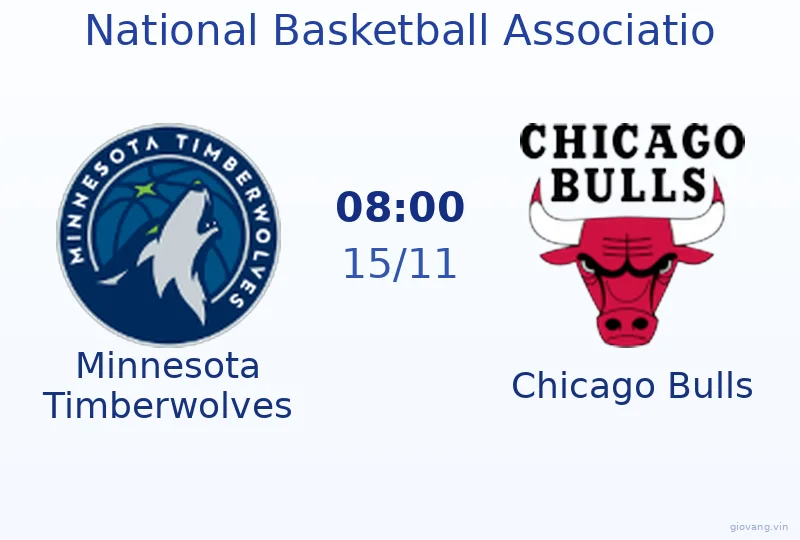 National Basketball Associatio
MINNESOTA TIMBERWOLVES
CHICAGO
BULLS
08:00
15/11
Minnesota
Timberwolves
Chicago Bulls
giovang.vin